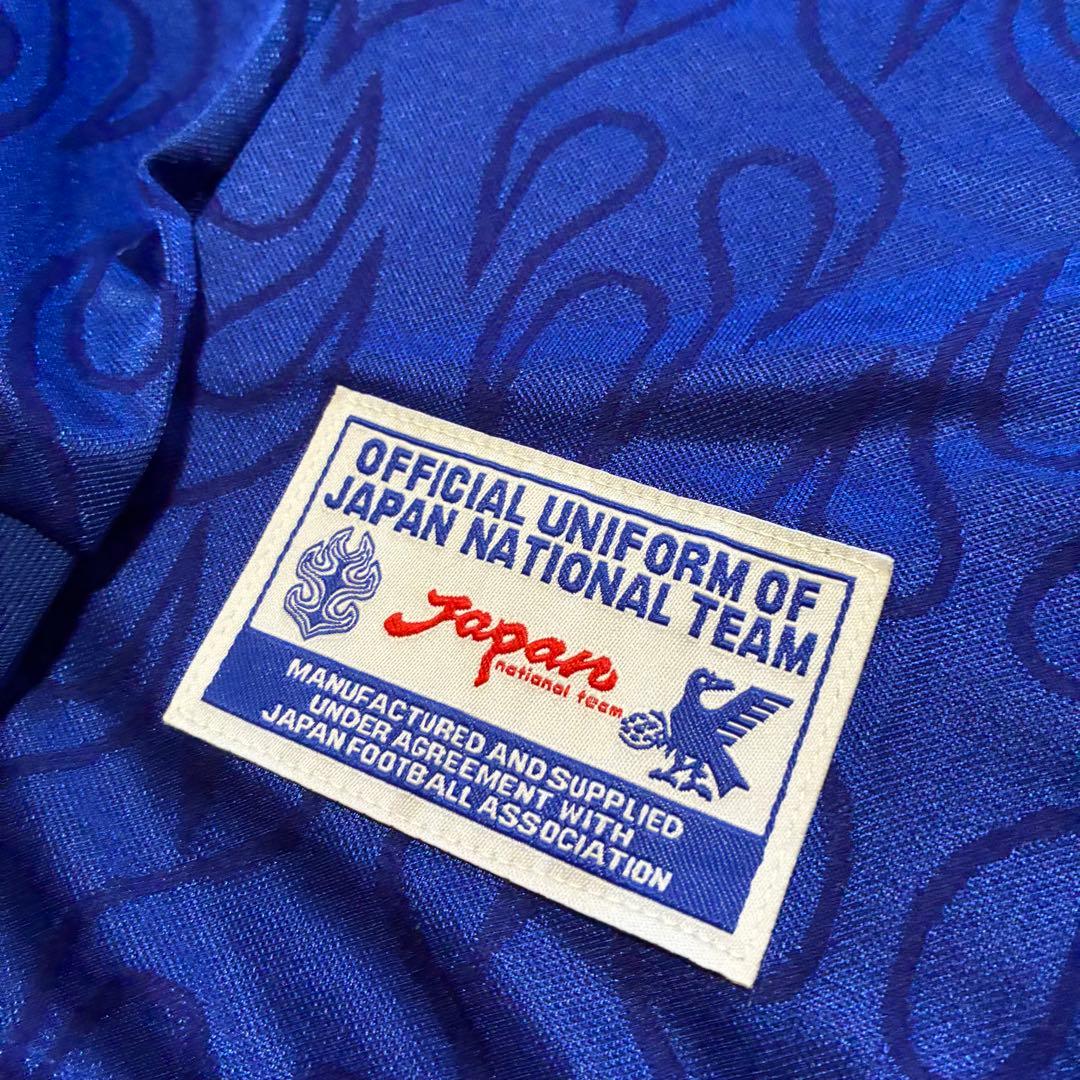 OFFICIAL UNIFORM OF
JAPAN NATIONAL TEAM
Japan
national team
MANUFACTURED AND SUPPLIED
UNDER AGREEMENT WITH
JAPAN FOOTBALL ASSOCIATION